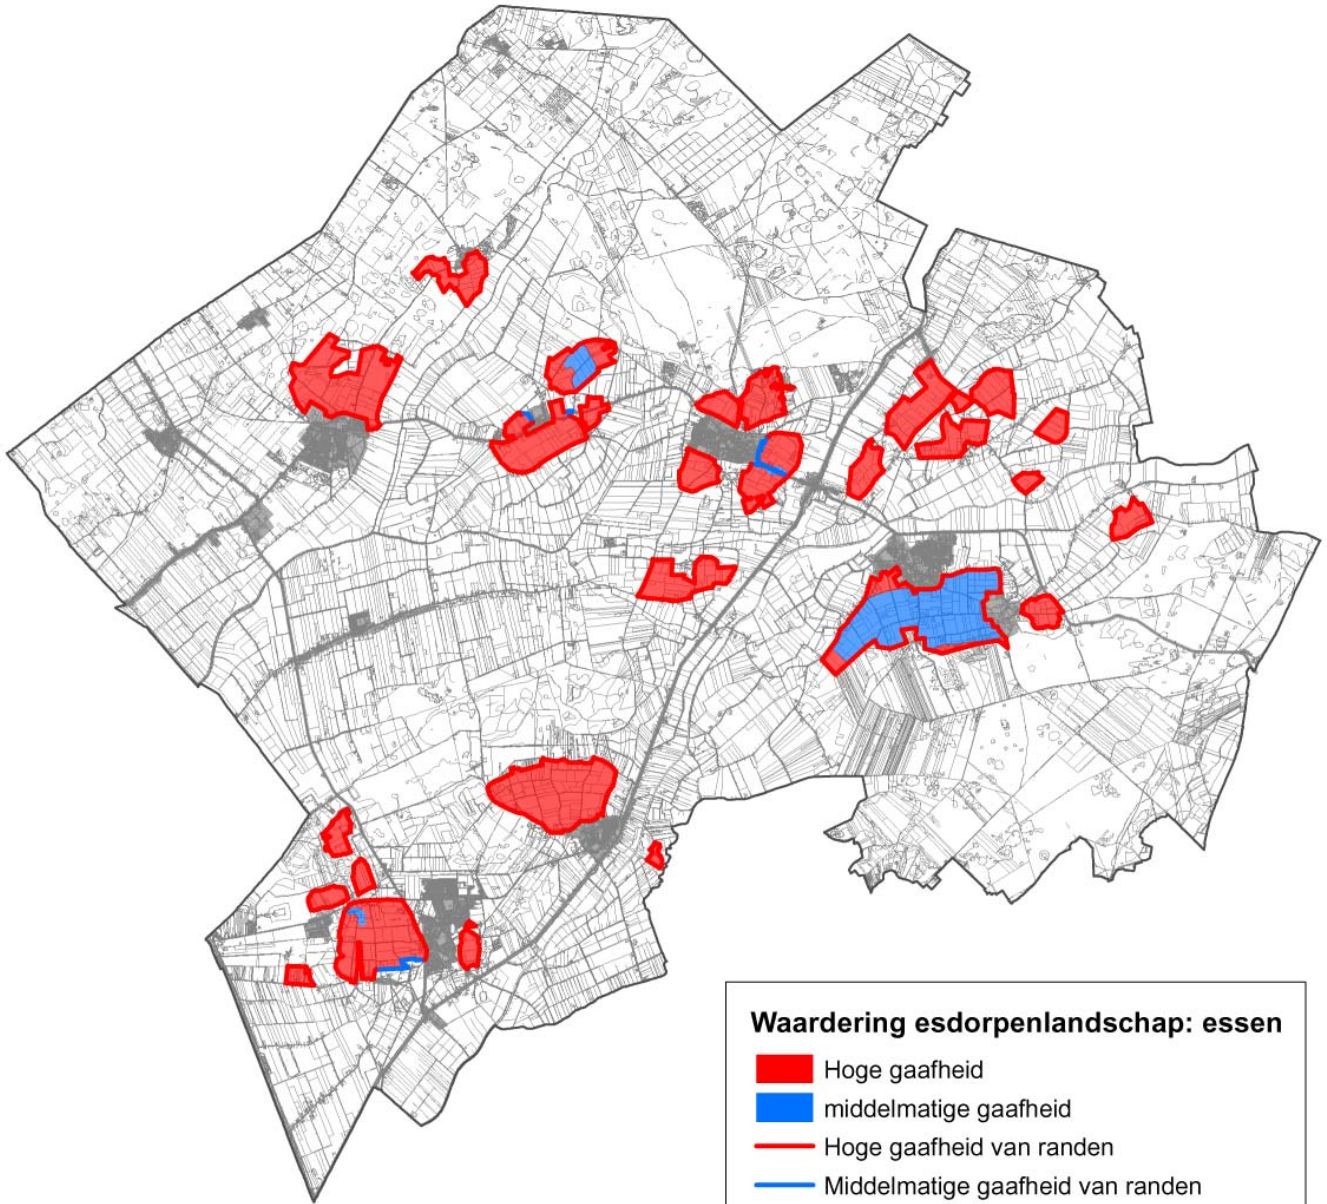 Waardering esdorpenlandschap: essen
Hoge gaafheid
middelmatige gaafheid
Hoge gaafheid van randen
Middelmatige gaafheid van randen